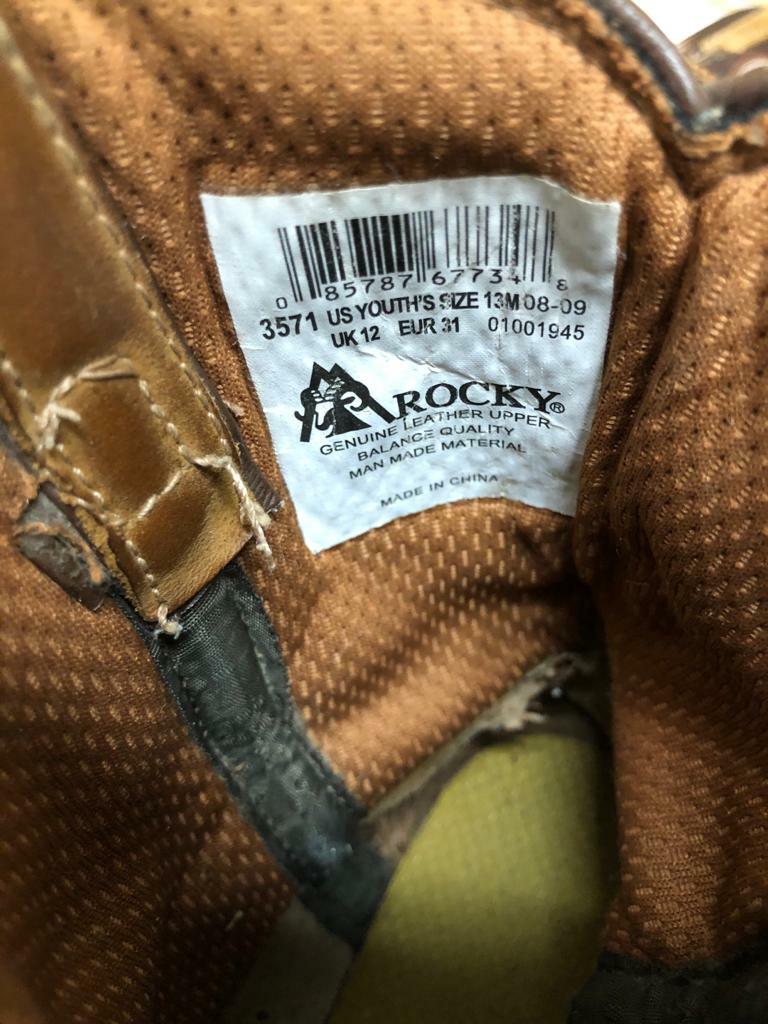 0 85787 67734 8
3571 US YOUTH'S SIZE 13M 08-09
UK 12 EUR 31 01001945
ROCKY®
GENUINE LEATHER UPPER
BALANCE QUALITY
MAN MADE MATERIAL
MADE IN CHINA